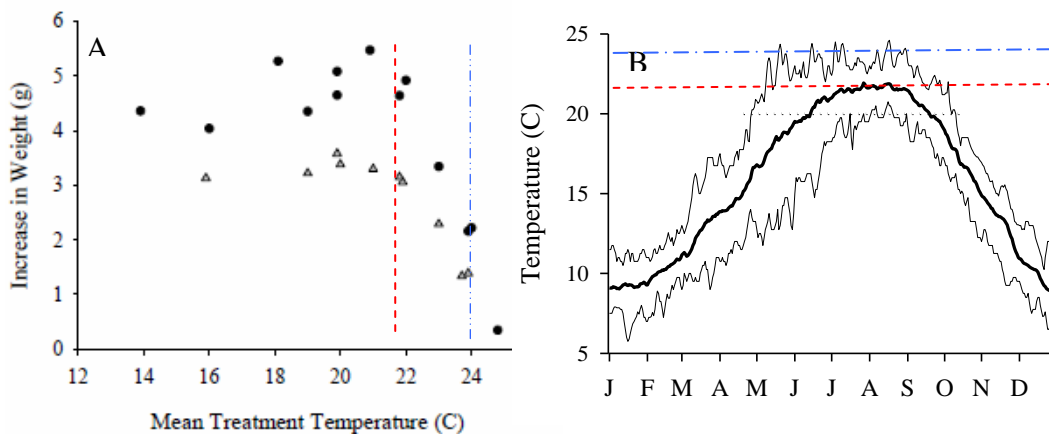 A
Increase in Weight (g)
6
5
4
3
2
1
0
12 14 16 18 20 22 24
Mean Treatment Temperature (C)
B
Temperature (C)
25
20
15
10
5
J F M A M J J A S O N D